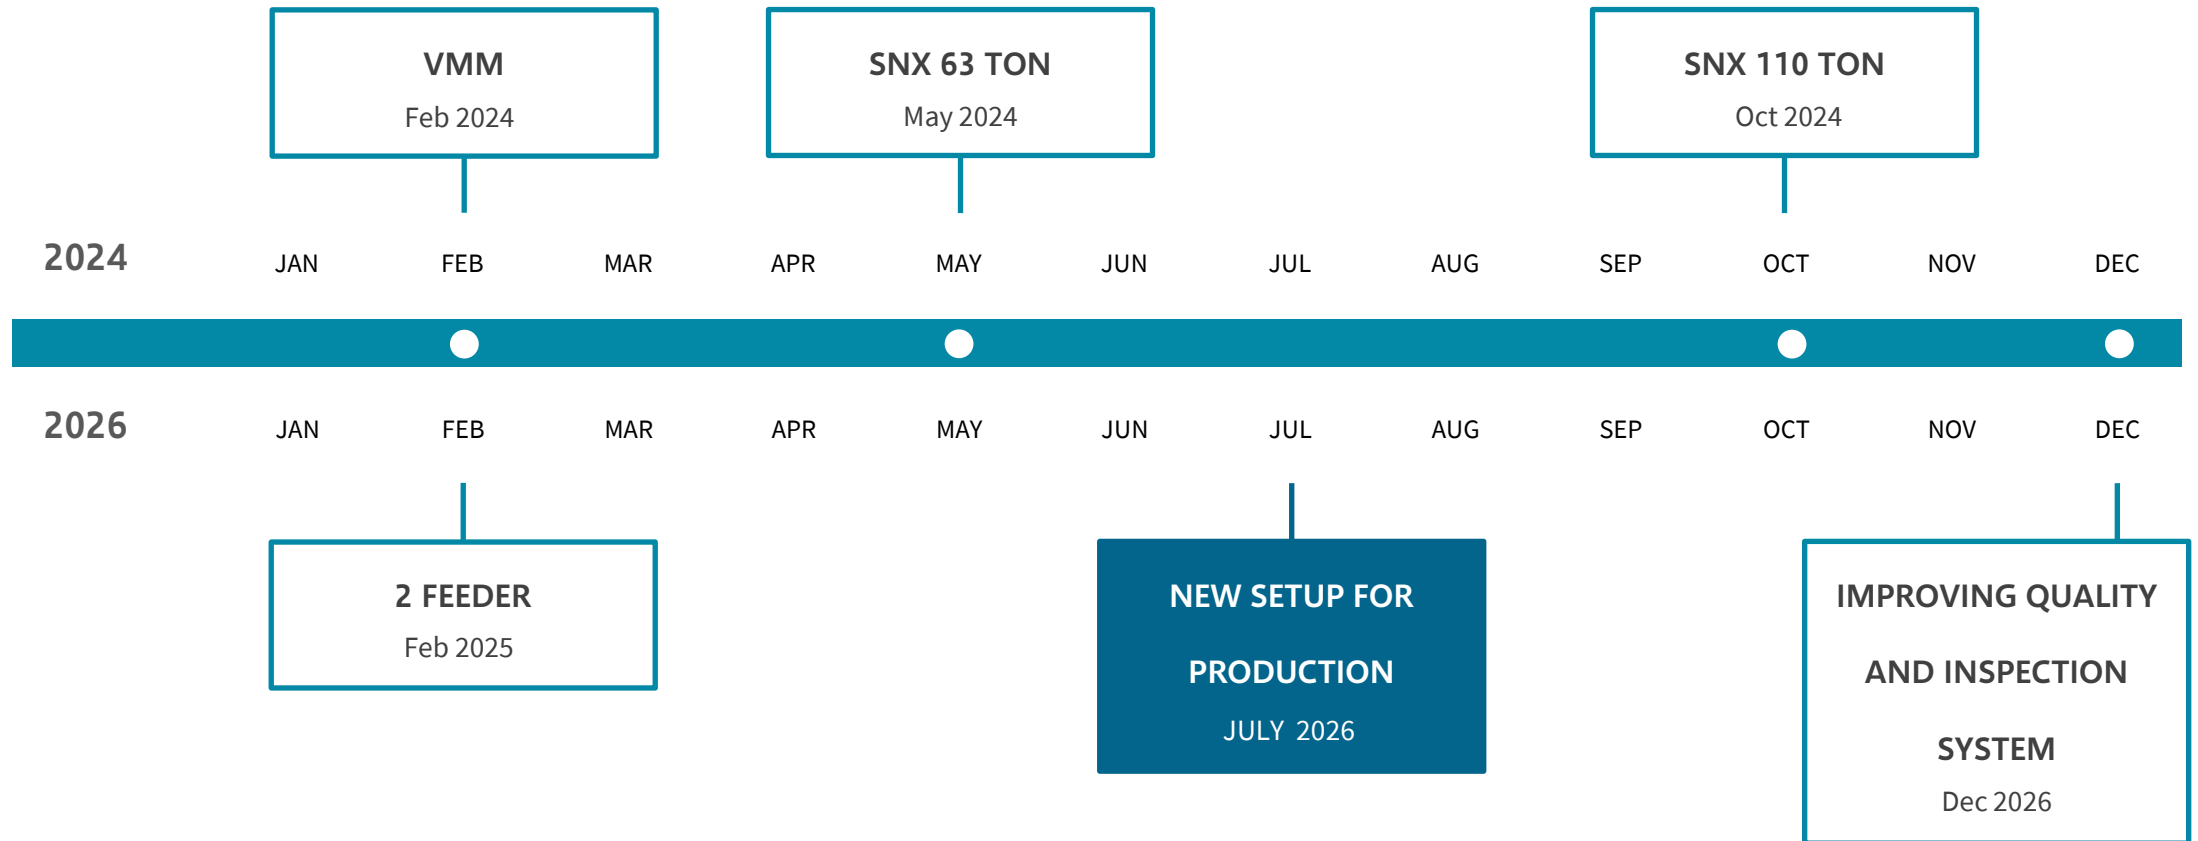 VMM
Feb 2024
SNX 63 TON
May 2024
SNX 110 TON
Oct 2024
2024 JAN FEB MAR APR MAY JUN JUL AUG SEP OCT NOV DEC
2026 JAN FEB MAR APR MAY JUN JUL AUG SEP OCT NOV DEC
2 FEEDER
Feb 2025
NEW SETUP FOR
PRODUCTION
JULY 2026
IMPROVING QUALITY
AND INSPECTION
SYSTEM
Dec 2026